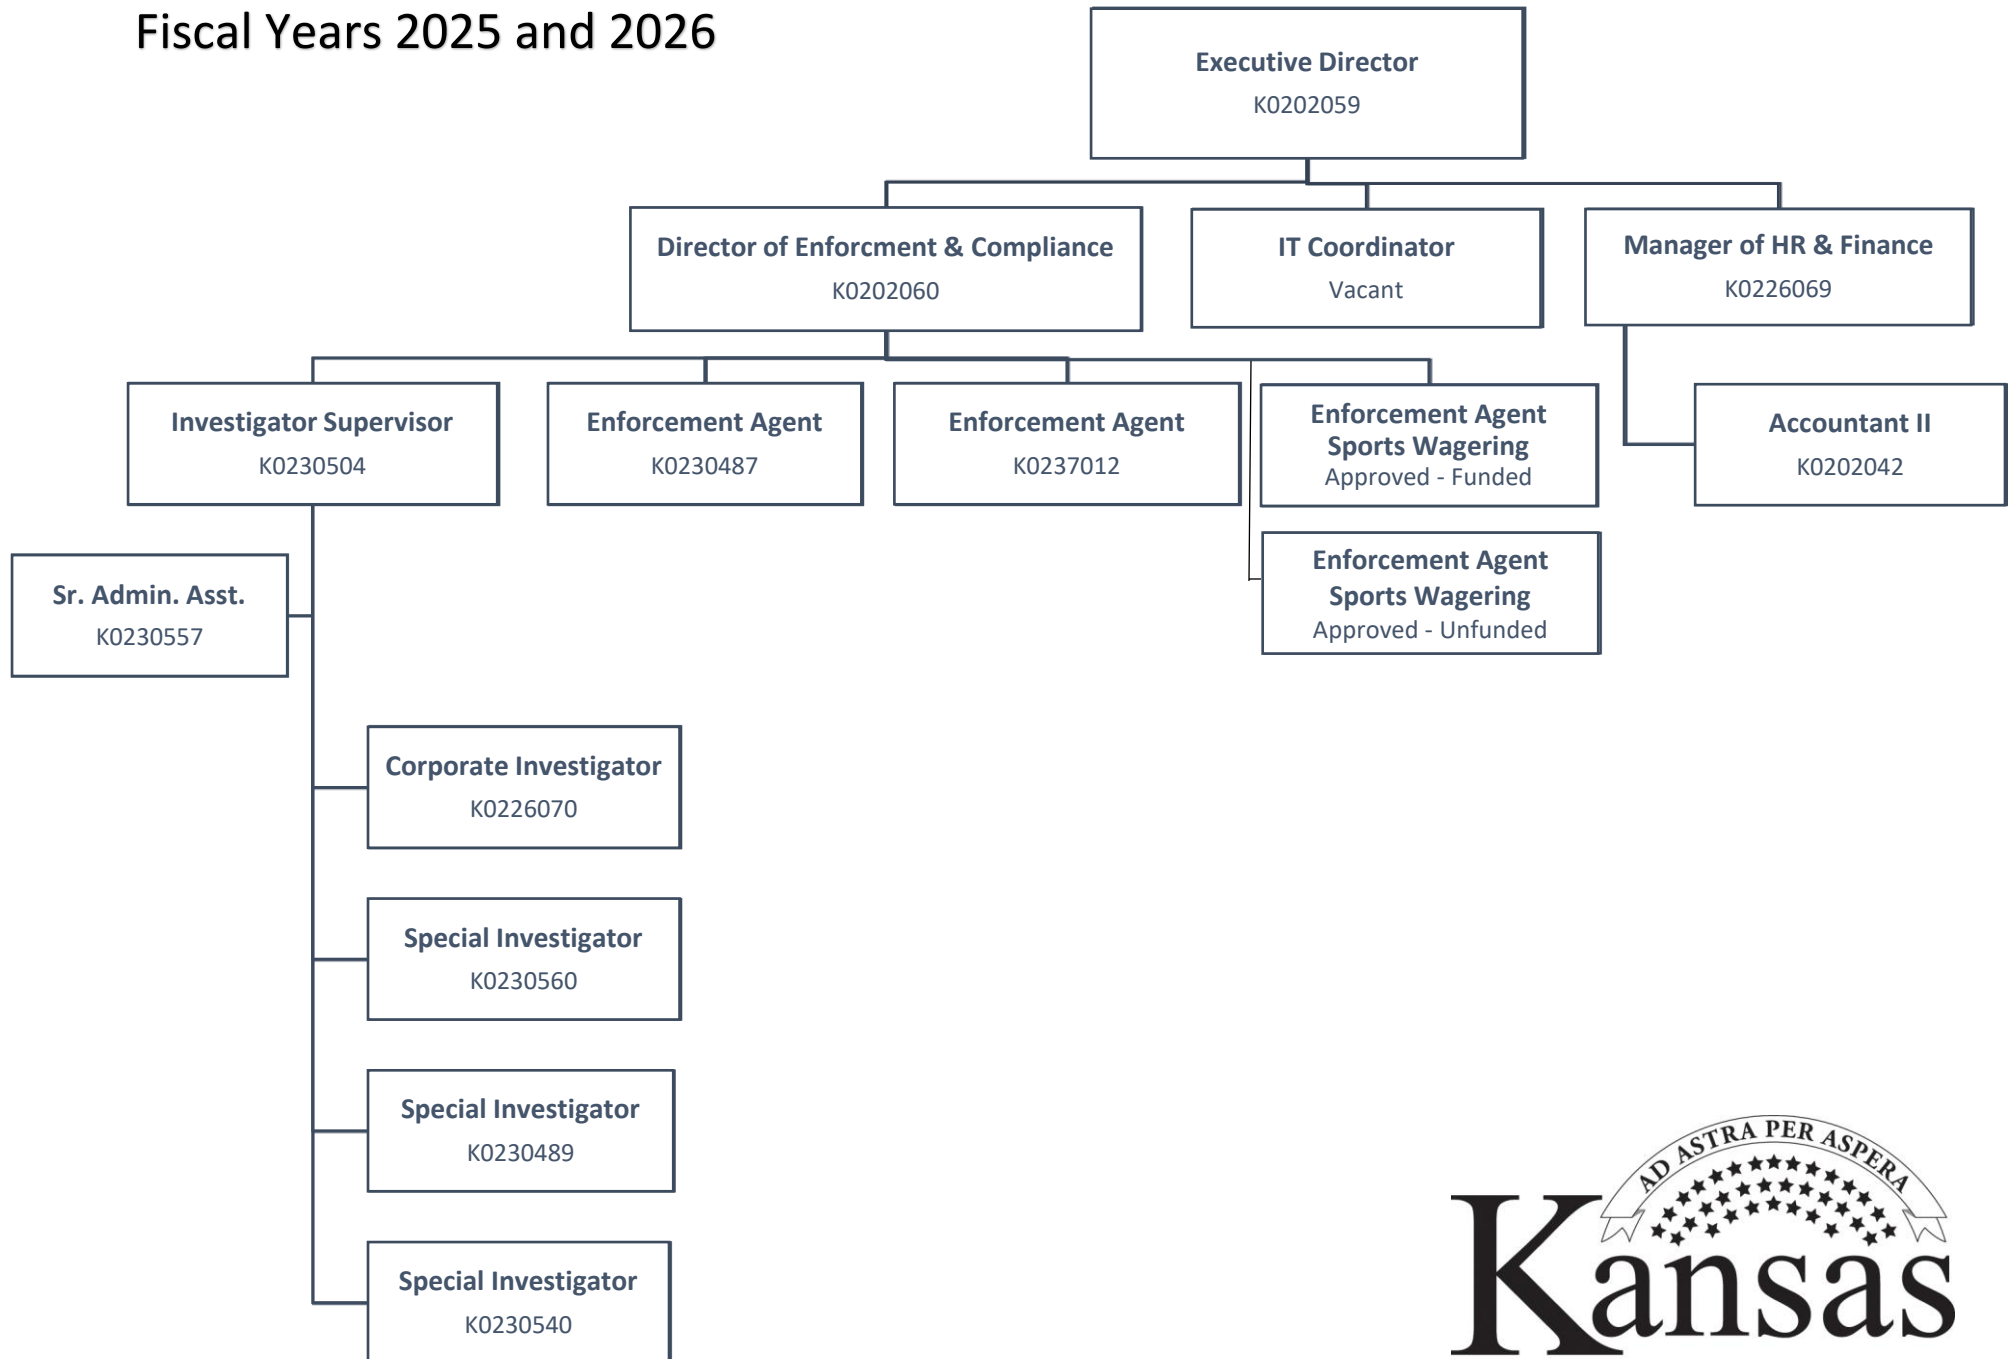 Fiscal Years 2025 and 2026
Executive Director
K0202059
Director of Enforcment & Compliance
K0202060
IT Coordinator
Vacant
Manager of HR & Finance
K0226069
Investigator Supervisor
K0230504
Enforcement Agent
K0230487
Enforcement Agent
K0237012
Enforcement Agent
Sports Wagering
Approved - Funded
Accountant II
K0202042
Enforcement Agent
Sports Wagering
Approved - Unfunded
Sr. Admin. Asst.
K0230557
Corporate Investigator
K0226070
Special Investigator
K0230560
Special Investigator
K0230489
Special Investigator
K0230540
AD ASTRA PER ASPERA
Kansas